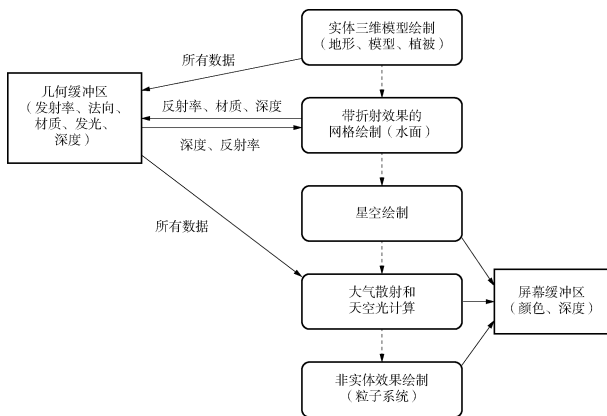 实体三维模型绘制
（地形、模型、植被）
所有数据
几何缓冲区
（发射率、法向、
材质、发光、
深度）
反射率、材质、深度
深度、反射率
带折射效果的
网格绘制（水面）
星空绘制
所有数据
大气散射和
天空光计算
屏幕缓冲区
（颜色、深度）
非实体效果绘制
（粒子系统）